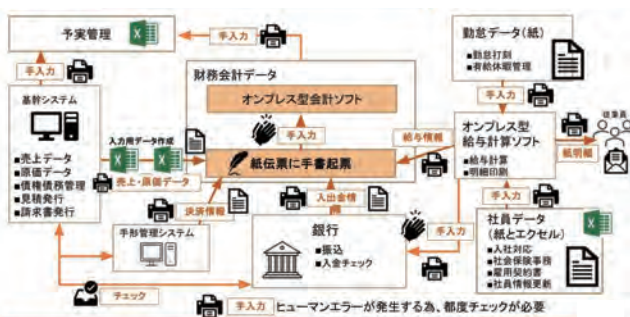 予実管理
手入力
手入力
基幹システム
■売上データ
■原価データ
■債権債務管理
■見積発行
■請求書発行
入力用データ作成
売上・原価データ
財務会計データ
オンプレス型会計ソフト
手入力
紙伝票に手書起票
決済情報
入出金情
給与情報
手形管理システム
銀行
■振込
■入金チェック
勤怠データ(紙)
■勤怠打刻
■有給休暇管理
手入力
オンプレス型
給与計算ソフト
■給与計算
■明細印刷
従業員
紙明細
手入力
手入力
社員データ
(紙とエクセル)
■入社対応
■社会保険事務
■雇用契約書
■社員情報更新
チェック
手入力 ヒューマンエラーが発生する為、都度チェックが必要